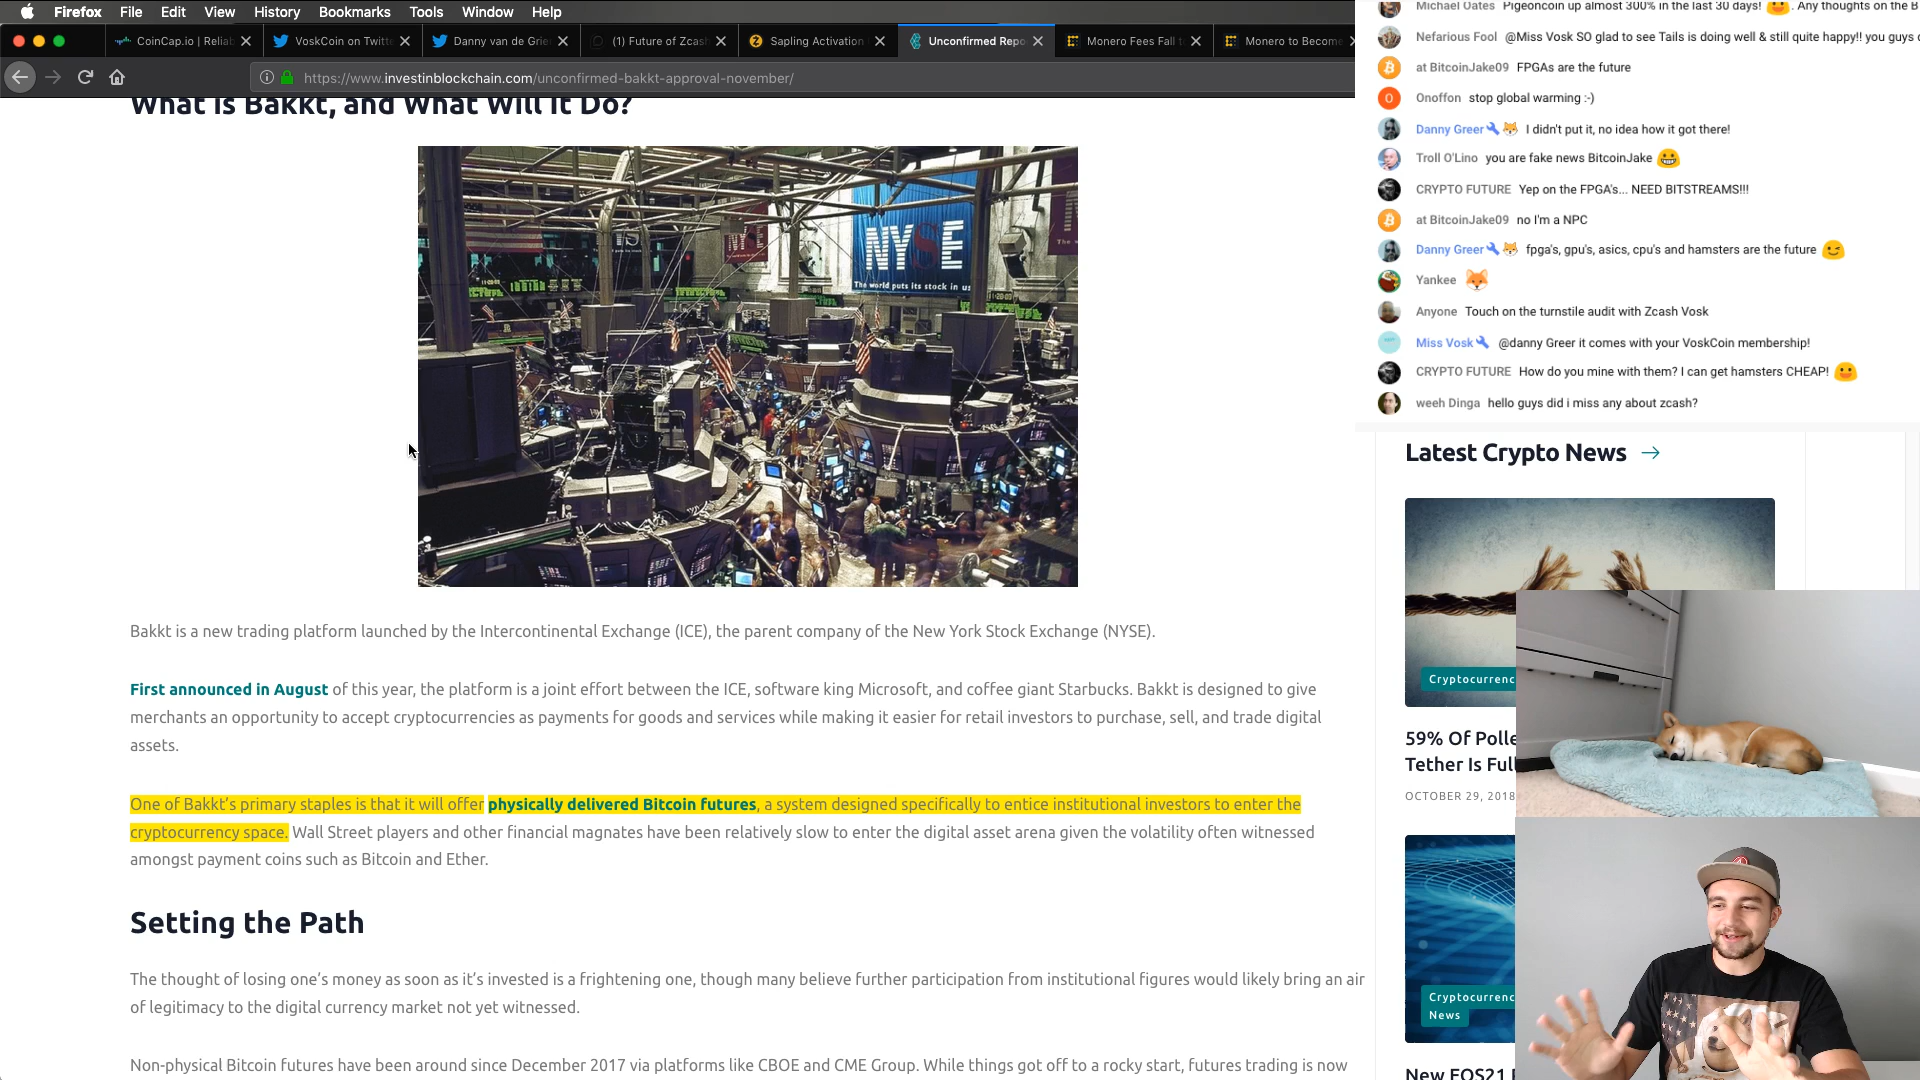 Firefox File Edit View History Bookmarks Tools Window Help
CoinCap.io | Reliab
VoskCoin on Twitte
Danny van de Grie
(1) Future of Zcash
Sapling Activation
Unconfirmed Repo
Monero Fees Fall t
Monero to Become
https://www.investinblockchain.com/unconfirmed-bakkt-approval-november/
What is Bakkt, and What Will It Do?
NYSE
The world puts its stock in us
Bakkt is a new trading platform launched by the Intercontinental Exchange (ICE), the parent company of the New York Stock Exchange (NYSE).
First announced in August of this year, the platform is a joint effort between the ICE, software king Microsoft, and coffee giant Starbucks. Bakkt is designed to give
merchants an opportunity to accept cryptocurrencies as payments for goods and services while making it easier for retail investors to purchase, sell, and trade digital
assets.
One of Bakkt's primary staples is that it will offer physically delivered Bitcoin futures, a system designed specifically to entice institutional investors to enter the
cryptocurrency space. Wall Street players and other financial magnates have been relatively slow to enter the digital asset arena given the volatility often witnessed
amongst payment coins such as Bitcoin and Ether.
Setting the Path
The thought of losing one's money as soon as it's invested is a frightening one, though many believe further participation from institutional figures would likely bring an air
of legitimacy to the digital currency market not yet witnessed.
Non-physical Bitcoin futures have been around since December 2017 via platforms like CBOE and CME Group. While things got off to a rocky start, futures trading is now
Michael Oates Pigeoncoin up almost 300% in the last 30 days! . Any thoughts on the B
Nefarious Fool @Miss Vosk SO glad to see Tails is doing well & still quite happy!! you guys
at BitcoinJake09 FPGAs are the future
Onoffon stop global warming :-)
Danny Greer I didn't put it, no idea how it got there!
Troll O'Lino you are fake news BitcoinJake
CRYPTO FUTURE Yep on the FPGA's... NEED BITSTREAMS!!!
at BitcoinJake09 no I'm a NPC
Danny Greer fpga's, gpu's, asics, cpu's and hamsters are the future
Yankee
Anyone Touch on the turnstile audit with Zcash Vosk
Miss Vosk @danny Greer it comes with your VoskCoin membership!
CRYPTO FUTURE How do you mine with them? I can get hamsters CHEAP!
weeh Dinga hello guys did i miss any about zcash?
Latest Crypto News →
Cryptocurrenc
59% Of Polle
Tether Is Ful
OCTOBER 29, 2018
Cryptocurrenc
News
New EOS21